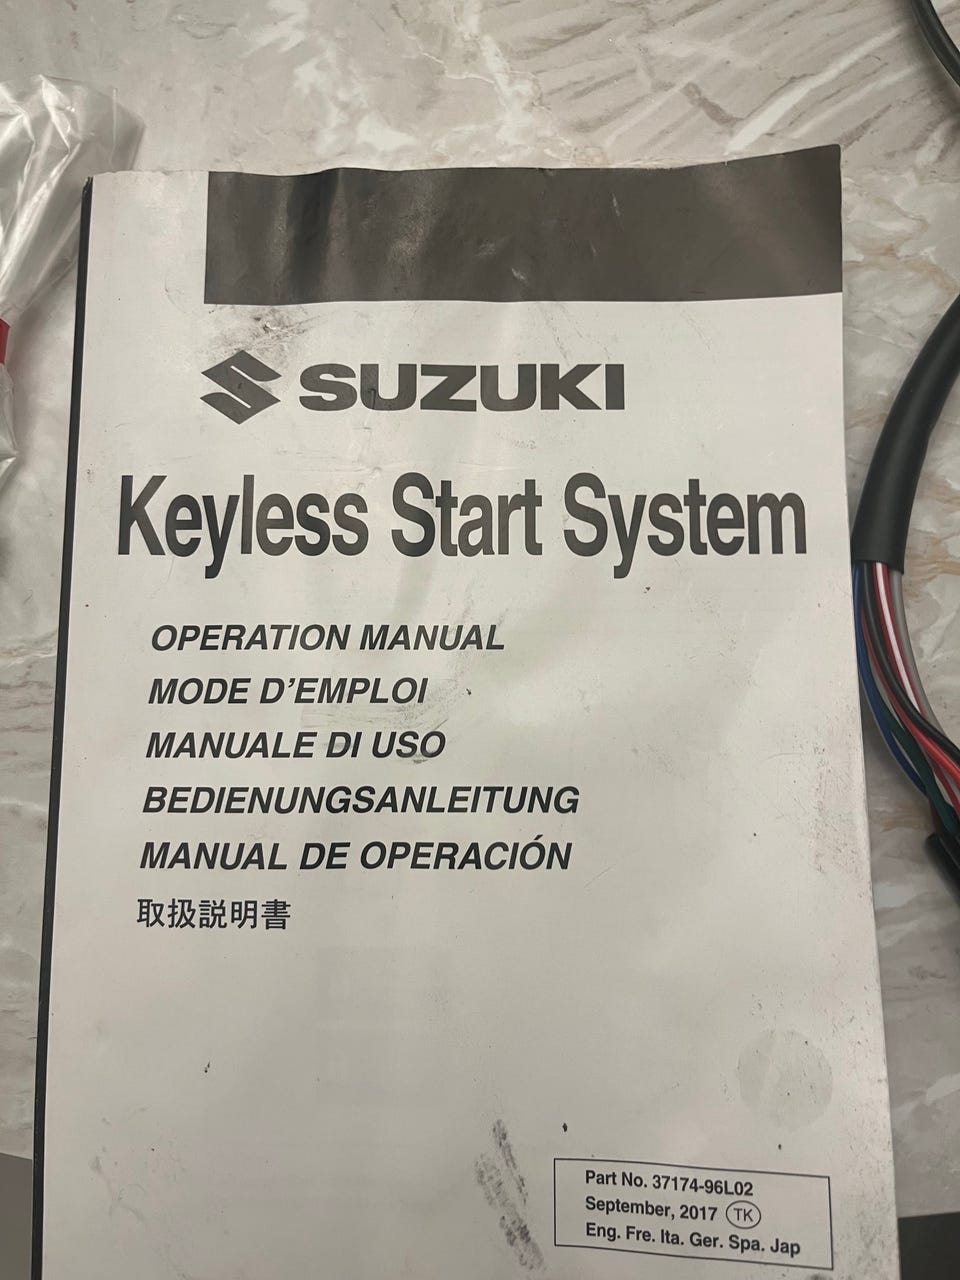 SUZUKI
Keyless Start System
OPERATION MANUAL
MODE D'EMPLOI
MANUALE DI USO
BEDIENUNGSANLEITUNG
MANUAL DE OPERACIÓN
取扱説明書
Part No. 37174-96L02
September, 2017 TK
Eng. Fre. Ita. Ger. Spa. Jap